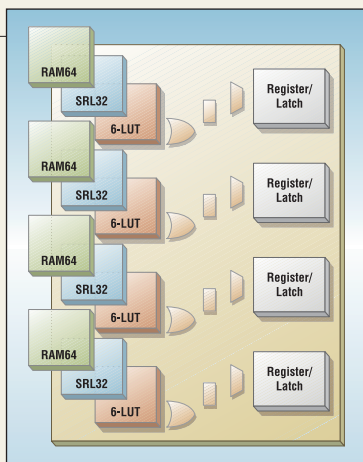 RAM64
SRL32
6-LUT
Register/
Latch
RAM64
SRL32
6-LUT
Register/
Latch
RAM64
SRL32
6-LUT
Register/
Latch
RAM64
SRL32
6-LUT
Register/
Latch